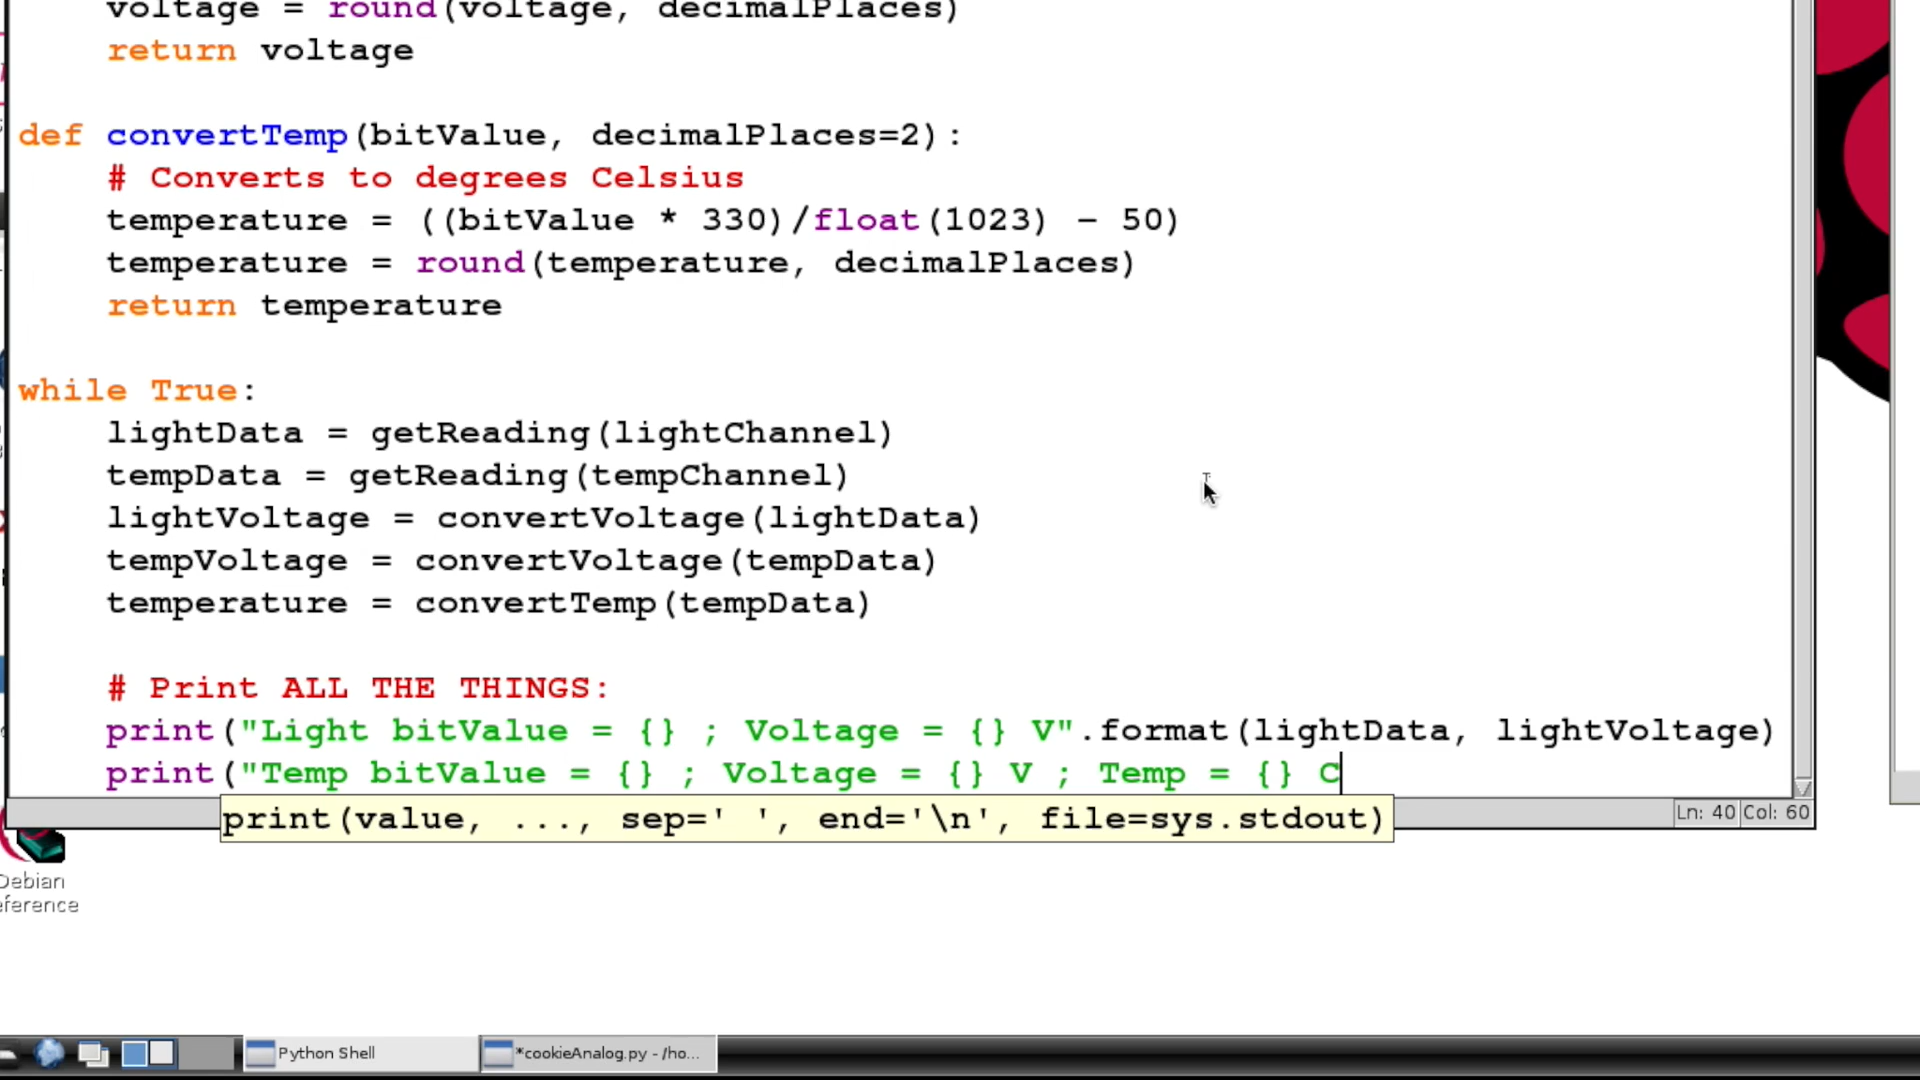 voltage = round(voltage, decimalPlaces)
    return voltage
def convertTemp(bitValue, decimalPlaces=2):
    # Converts to degrees Celsius
    temperature = ((bitValue * 330)/float(1023) - 50)
    temperature = round(temperature, decimalPlaces)
    return temperature
while True:
    lightData = getReading(lightChannel)
    tempData = getReading(tempChannel)
    lightVoltage = convertVoltage(lightData)
    tempVoltage = convertVoltage(tempData)
    temperature = convertTemp(tempData)
    # Print ALL THE THINGS:
    print("Light bitValue = {} ; Voltage = {} V".format(lightData, lightVoltage)
    print("Temp bitValue = {} ; Voltage = {} V ; Temp = {} C
print(value, ..., sep=' ', end='\n', file=sys.stdout)
Ln: 40 Col: 60
Debian
eference
Python Shell
*cookieAnalog.py - /ho...